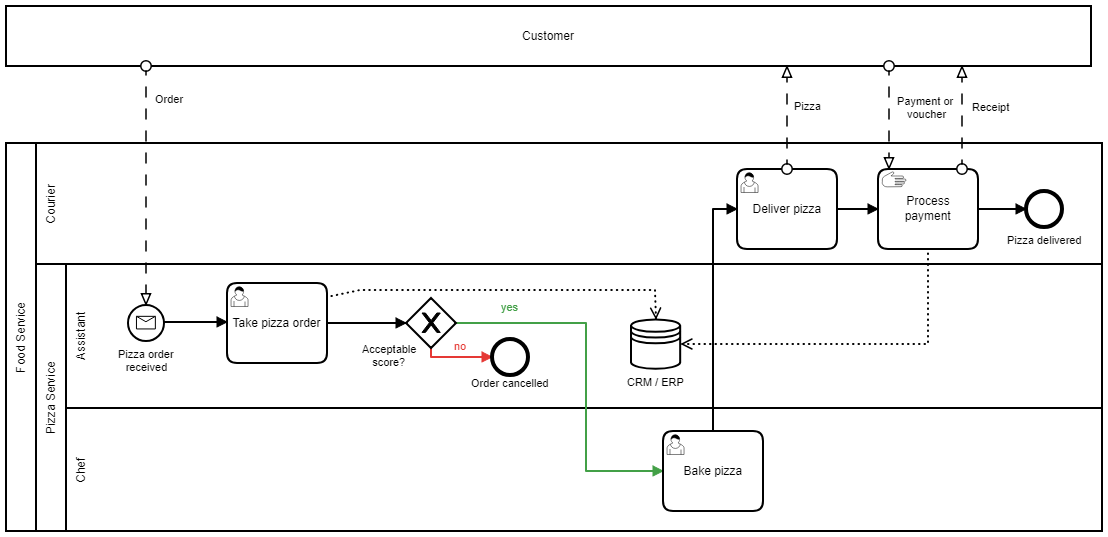 Customer
Order
Pizza
Payment or
voucher
Receipt
Food Service
Courier
Deliver pizza
Process
payment
Pizza delivered
Pizza Service
Assistant
Pizza order
received
Take pizza order
Acceptable
score?
yes
no
Order cancelled
CRM / ERP
Chef
Bake pizza